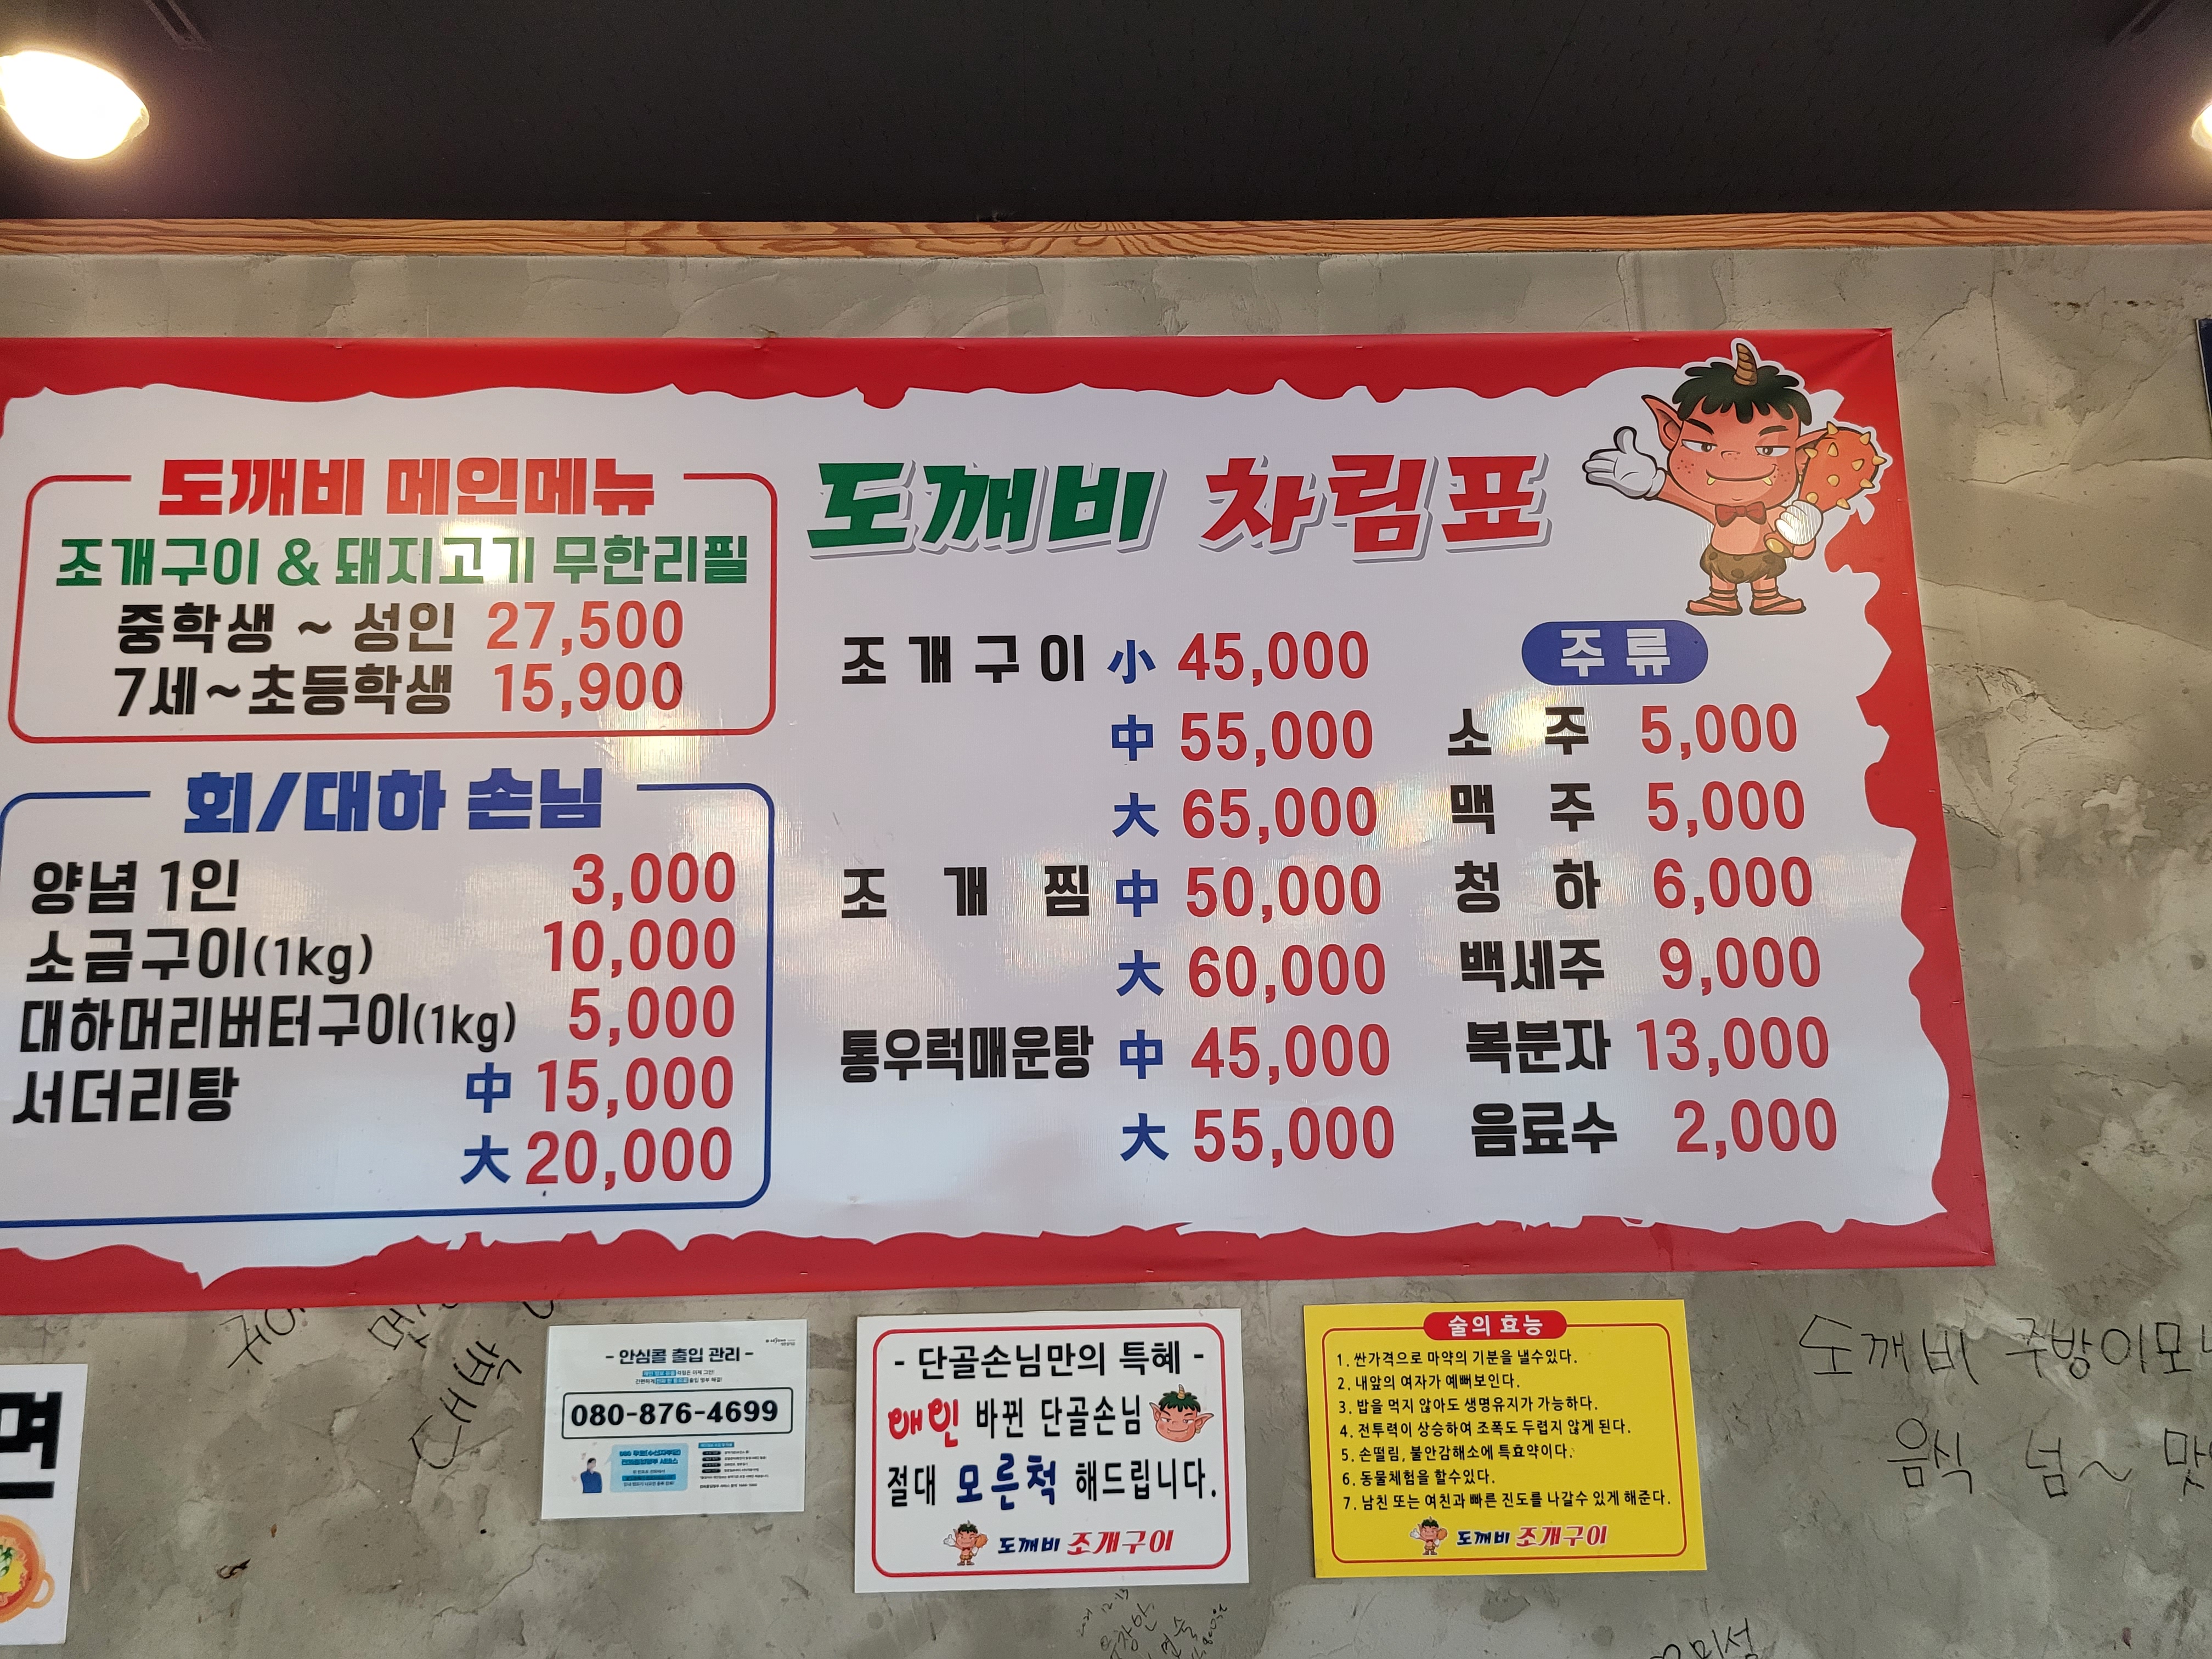 도깨비 메인메뉴
조개구이 & 돼지고기 무한리필
중학생 ~ 성인 27,500
7세~초등학생 15,900
회/대하 손님
양념 1인 3,000
소금구이(1kg) 10,000
대하머리버터구이(1kg) 5,000
서더리탕 中 15,000
大 20,000
도깨비 차림표
조개구이 小 45,000
中 55,000
大 65,000
조개찜 中 50,000
大 60,000
통우럭매운탕 中 45,000
大 55,000
주류
소주 5,000
맥주 5,000
청하 6,000
백세주 9,000
복분자 13,000
음료수 2,000
- 안심콜 출입 관리 -
080-876-4699
- 단골손님만의 특혜 -
애인 바뀐 단골손님
절대 모른척 해드립니다.
도깨비 조개구이
술의 효능
1. 싼가격으로 마약의 기분을 낼수있다.
2. 내앞의 여자가 예뻐보인다.
3. 밥을 먹지 않아도 생명유지가 가능하다.
4. 전투력이 상승하여 조폭도 두렵지 않게 된다.
5. 손떨림, 불안감해소에 특효약이다.
6. 동물체험을 할수있다.
7. 남친 또는 여친과 빠른 진도를 나갈수 있게 해준다.
도깨비 조개구이
도깨비 주방이모
음식 넘~
면